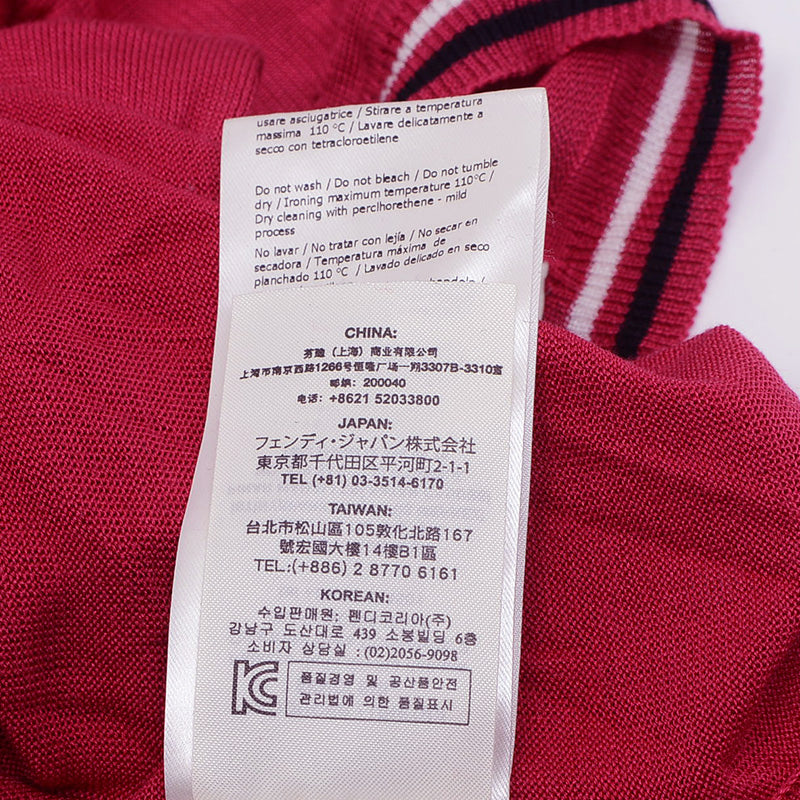 usare asciugatrice / Stirare a temperatura
massima 110 °C / Lavare delicatamente a
secco con tetracloroetilene
Do not wash / Do not bleach / Do not tumble
dry / Ironing maximum temperature 110°C /
Dry cleaning with perclhorethene - mild
process
No lavar / No tratar con lejía / No secar en
secadora / Temperatura máxima de
planchado 110 °C / Lavado delicado en seco
CHINA:
芬迪（上海）商业有限公司
上海市南京西路1266号恒隆广场一期3307B-3310室
邮编: 200040
电话: +8621 52033800
JAPAN:
フェンディ・ジャパン株式会社
東京都千代田区平河町2-1-1
TEL (+81) 03-3514-6170
TAIWAN:
台北市松山區105敦化北路167
號宏國大樓14樓B1區
TEL:(+886) 2 8770 6161
KOREAN:
수입판매원; 펜디코리아(주)
강남구 도산대로 439 소봉빌딩 6층
소비자 상담실 :(02)2056-9098
품질경영 및 공산품안전
관리법에 의한 품질표시